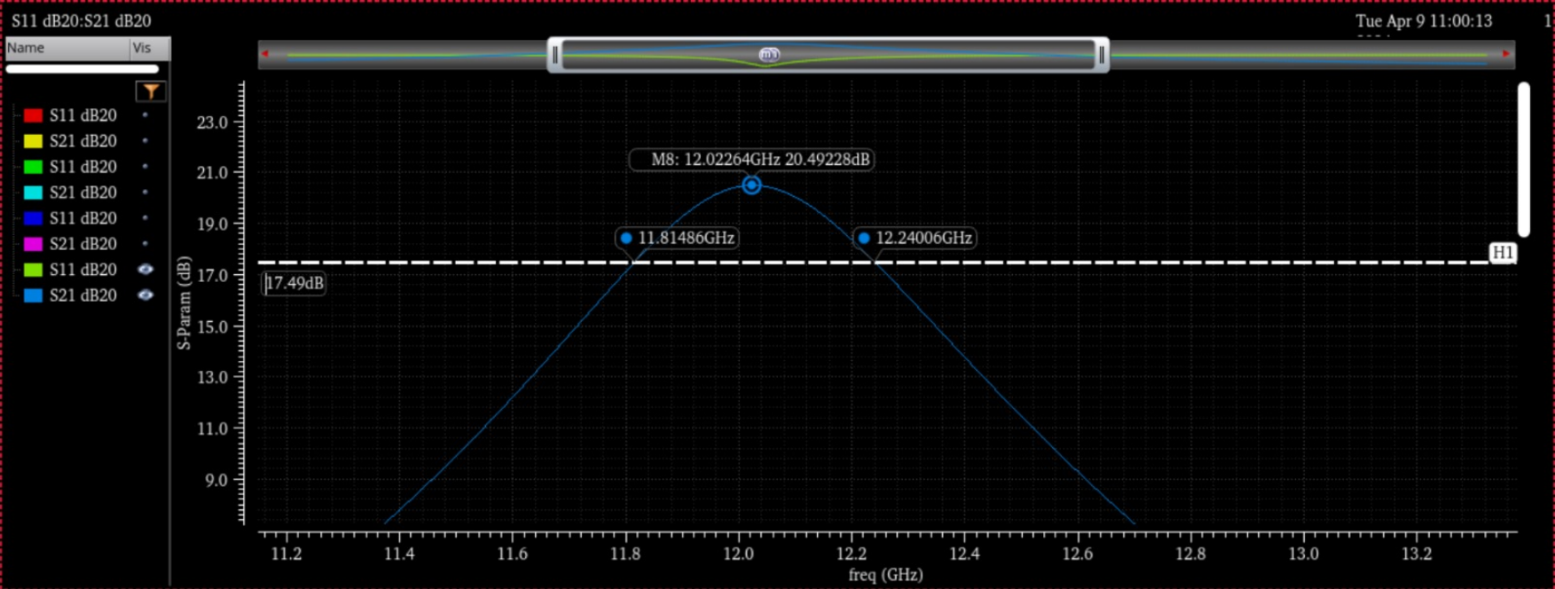 S11 dB20:S21 dB20
Tue Apr 9 11:00:13
1
Name
Vis
m3
S11 dB20
S21 dB20
S11 dB20
S21 dB20
S11 dB20
S21 dB20
S11 dB20
S21 dB20
S-Param (dB)
23.0
21.0
19.0
17.0
15.0
13.0
11.0
9.0
M8: 12.02264GHz 20.49228dB
11.81486GHz
12.24006GHz
H1
17.49dB
11.2
11.4
11.6
11.8
12.0
12.2
12.4
12.6
12.8
13.0
13.2
freq (GHz)